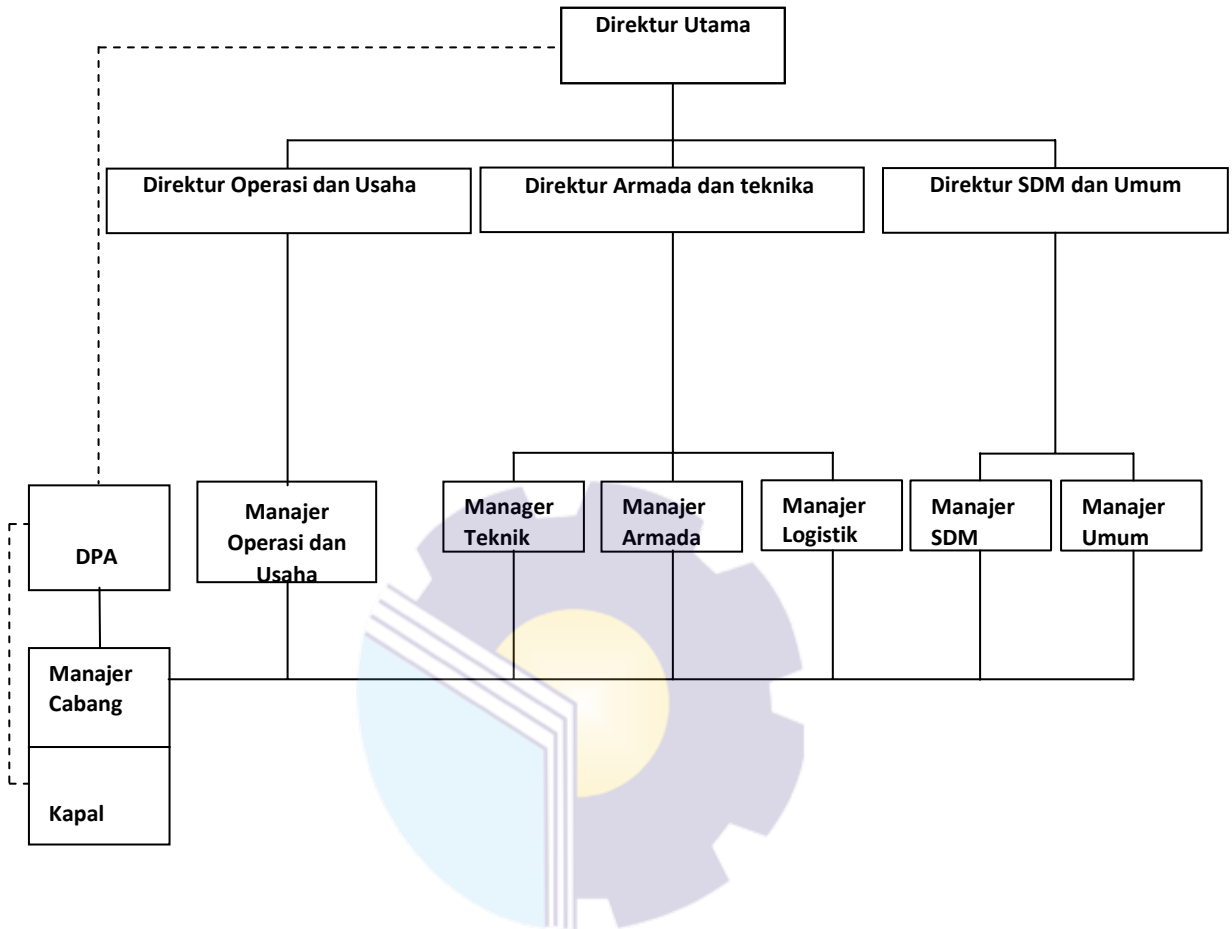 Direktur Utama
Direktur Operasi dan Usaha
Direktur Armada dan teknika
Direktur SDM dan Umum
DPA
Manajer
Operasi dan
Usaha
Manager
Teknik
Manajer
Armada
Manajer
Logistik
Manajer
SDM
Manajer
Umum
Manajer
Cabang
Kapal